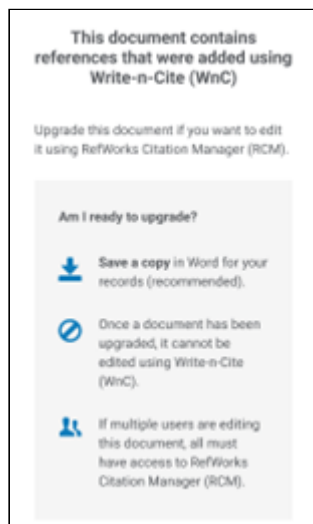 This document contains
references that were added using
Write-n-Cite (WnC)
Upgrade this document if you want to edit
it using RefWorks Citation Manager (RCM).
Am I ready to upgrade?
Save a copy in Word for your
records (recommended).
Once a document has been
upgraded, it cannot be
edited using Write-n-Cite
(WnC).
If multiple users are editing
this document, all must
have access to RefWorks
Citation Manager (RCM).